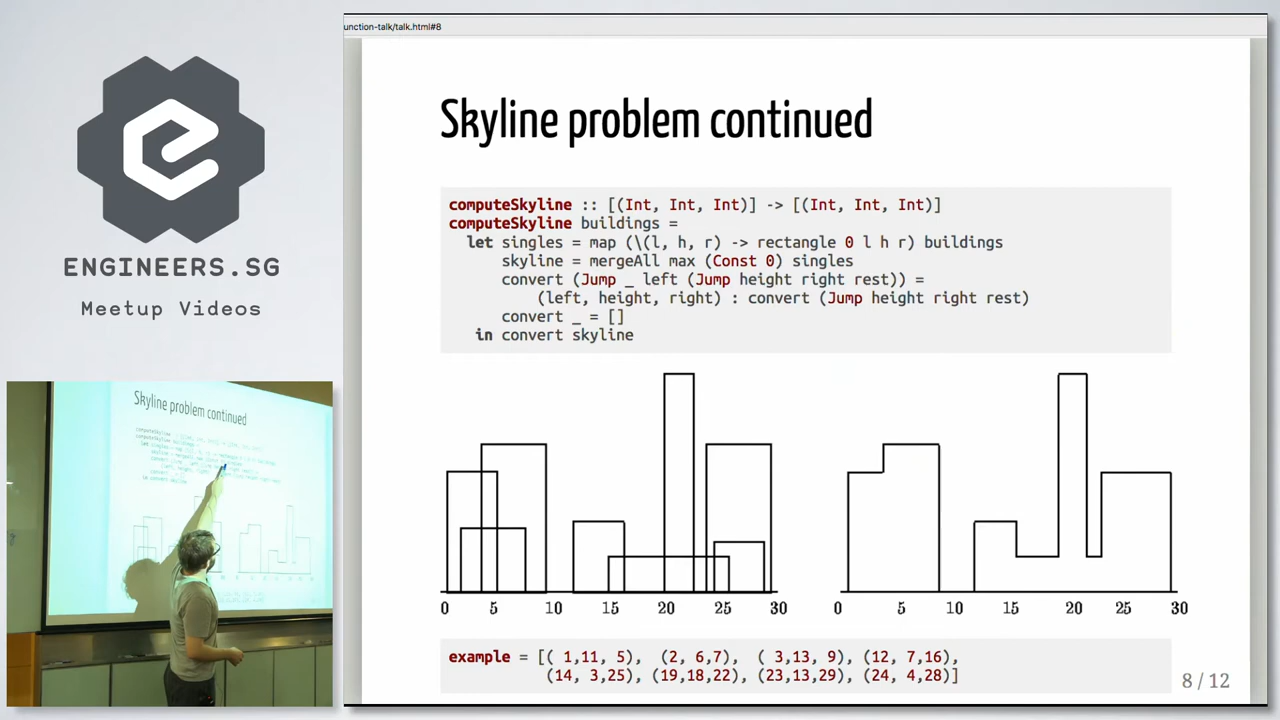 unction-talk/talk.html#8
ENGINEERS.SG
Meetup Videos
Skyline problem continued
computeSkyline :: [(Int, Int, Int)] -> [(Int, Int, Int)]
computeSkyline buildings =
let singles = map (\(l, h, r) -> rectangle 0 l h r) buildings
skyline = mergeAll max (Const 0) singles
convert (Jump _ left (Jump height right rest)) =
(left, height, right) : convert (Jump height right rest)
convert _ = []
in convert skyline
0 5 10 15 20 25 30
0 5 10 15 20 25 30
example = [( 1,11, 5), (2, 6,7), ( 3,13, 9), (12, 7,16),
(14, 3,25), (19,18,22), (23,13,29), (24, 4,28)]
8 / 12
Skyline problem continued